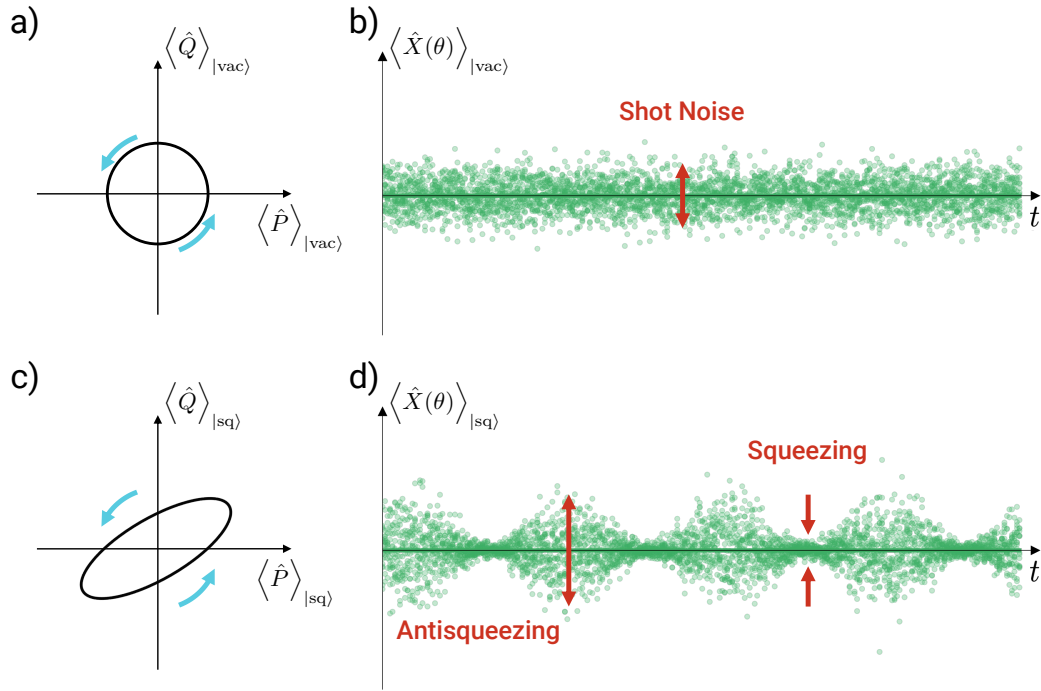 a)
⟨Q̂⟩|vac⟩
⟨P̂⟩|vac⟩
b)
⟨X̂(θ)⟩|vac⟩
Shot Noise
t
c)
⟨Q̂⟩|sq⟩
⟨P̂⟩|sq⟩
d)
⟨X̂(θ)⟩|sq⟩
Squeezing
t
Antisqueezing